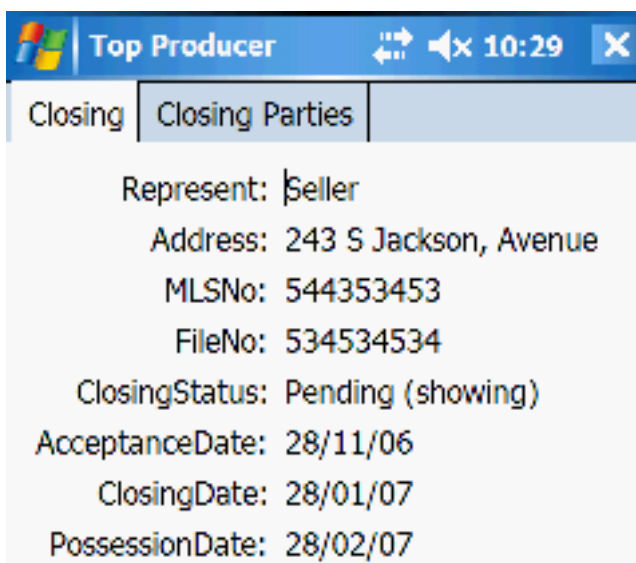 Top Producer 10:29
Closing Closing Parties
Represent: Seller
Address: 243 S Jackson, Avenue
MLSNo: 544353453
FileNo: 534534534
ClosingStatus: Pending (showing)
AcceptanceDate: 28/11/06
ClosingDate: 28/01/07
PossessionDate: 28/02/07